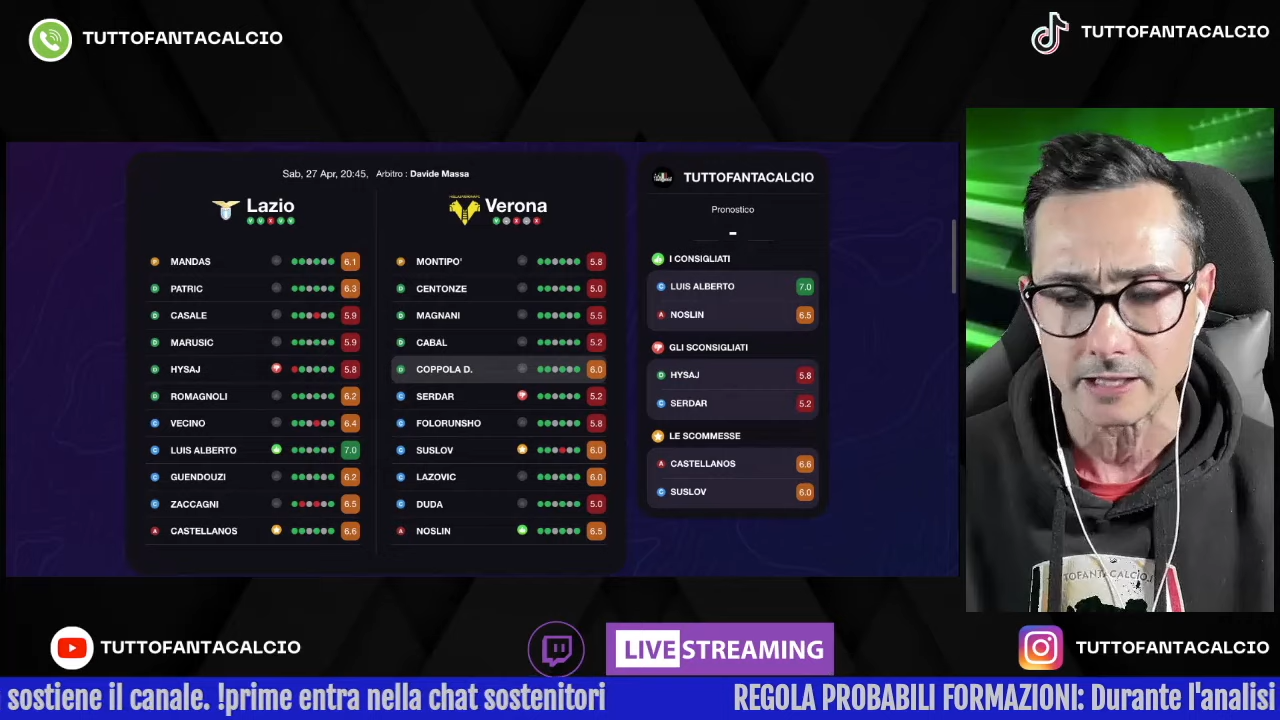 TUTTOFANTACALCIO
TUTTOFANTACALCIO
Sab, 27 Apr, 20:45, Arbitro : Davide Massa
Lazio
Verona
MANDAS 6.1
PATRIC 6.3
CASALE 5.9
MARUSIC 5.9
HYSAJ 5.8
ROMAGNOLI 6.2
VECINO 6.4
LUIS ALBERTO 7.0
GUENDOUZI 6.2
ZACCAGNI 6.5
CASTELLANOS 6.6
MONTIPO' 5.8
CENTONZE 5.0
MAGNANI 5.5
CABAL 5.2
COPPOLA D. 6.0
SERDAR 5.2
FOLORUNSHO 5.8
SUSLOV 6.0
LAZOVIC 6.0
DUDA 5.0
NOSLIN 6.5
TUTTOFANTACALCIO
Pronostico
-
I CONSIGLIATI
C LUIS ALBERTO 7.0
A NOSLIN 6.5
GLI SCONSIGLIATI
D HYSAJ 5.8
C SERDAR 5.2
LE SCOMMESSE
A CASTELLANOS 6.6
C SUSLOV 6.0
TUTTOFANTACALCIO
TUTTOFANTACALCIO
LIVE STREAMING
TUTTOFANTACALCIO
sostiene il canale. !prime entra nella chat sostenitori
REGOLA PROBABILI FORMAZIONI: Durante l'analisi